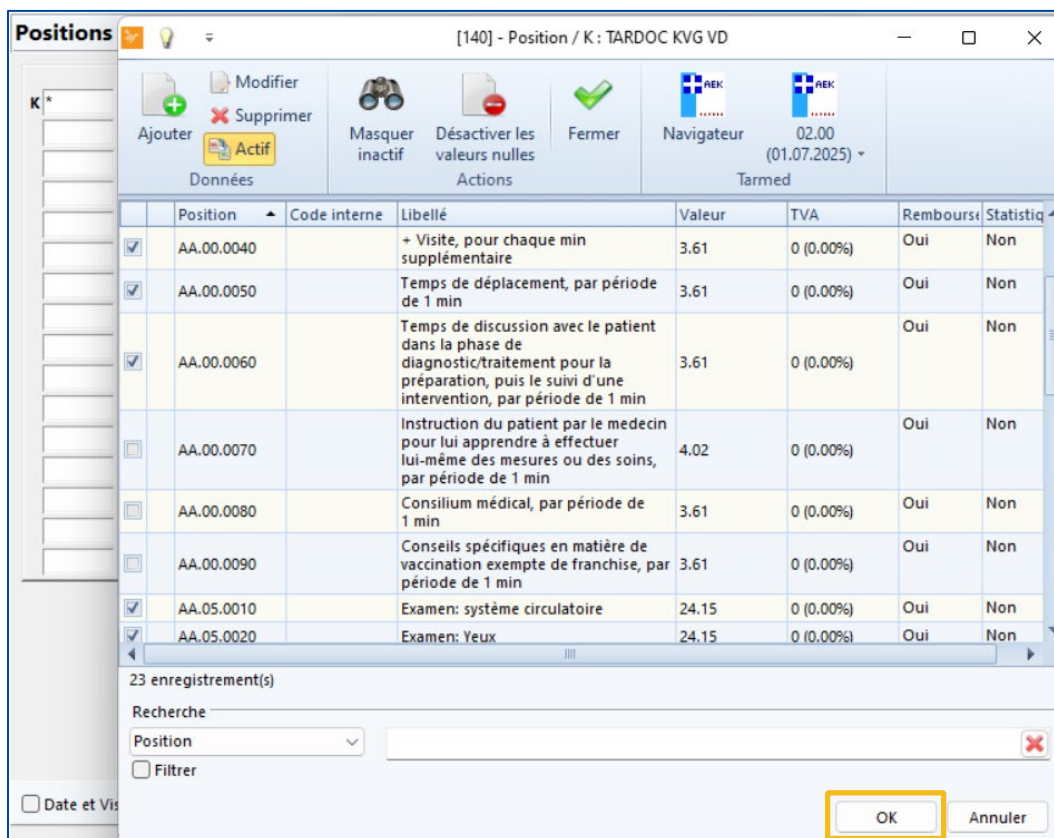 Positions
[140] - Position / K : TARDOC KVG VD
K *
Ajouter
Modifier
Supprimer
Actif
Données
Masquer
inactif
Désactiver les
valeurs nulles
Fermer
Actions
AEK
Navigateur
AEK
02.00
(01.07.2025)
Tarmed
Position Code interne Libellé Valeur TVA Rembourse Statistiq
AA.00.0040 + Visite, pour chaque min
supplémentaire 3.61 0 (0.00%) Oui Non
AA.00.0050 Temps de déplacement, par période
de 1 min 3.61 0 (0.00%) Oui Non
AA.00.0060 Temps de discussion avec le patient
dans la phase de
diagnostic/traitement pour la
préparation, puis le suivi d'une
intervention, par période de 1 min 3.61 0 (0.00%) Oui Non
AA.00.0070 Instruction du patient par le medecin
pour lui apprendre à effectuer
lui-même des mesures ou des soins,
par période de 1 min 4.02 0 (0.00%) Oui Non
AA.00.0080 Consilium médical, par période de
1 min 3.61 0 (0.00%) Oui Non
AA.00.0090 Conseils spécifiques en matière de
vaccination exempte de franchise, par
période de 1 min 3.61 0 (0.00%) Oui Non
AA.05.0010 Examen: système circulatoire 24.15 0 (0.00%) Oui Non
AA.05.0020 Examen: Yeux 24.15 0 (0.00%) Oui Non
23 enregistrement(s)
Recherche
Position
Filtrer
Date et Vis
OK
Annuler